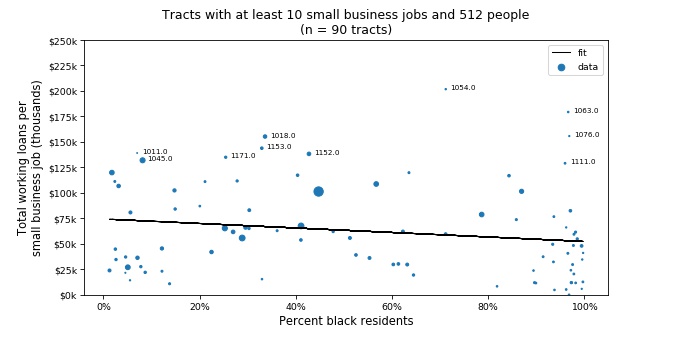 Tracts with at least 10 small business jobs and 512 people
(n = 90 tracts)
$250k
$225k
$200k
$175k
$150k
$125k
$100k
$75k
$50k
$25k
$0k
Total working loans per
small business job (thousands)
fit
data
1054.0
1063.0
1018.0
1076.0
1153.0
1011.0
1045.0
1171.0
1152.0
1111.0
0%
20%
40%
60%
80%
100%
Percent black residents